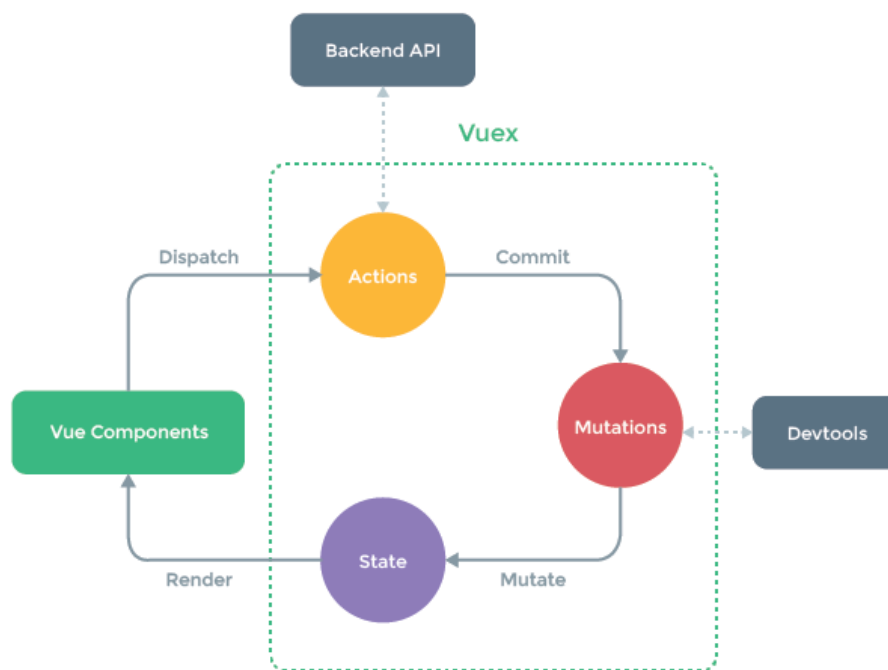 Backend API
Vuex
Dispatch
Actions
Commit
Vue Components
Mutations
Devtools
State
Render
Mutate